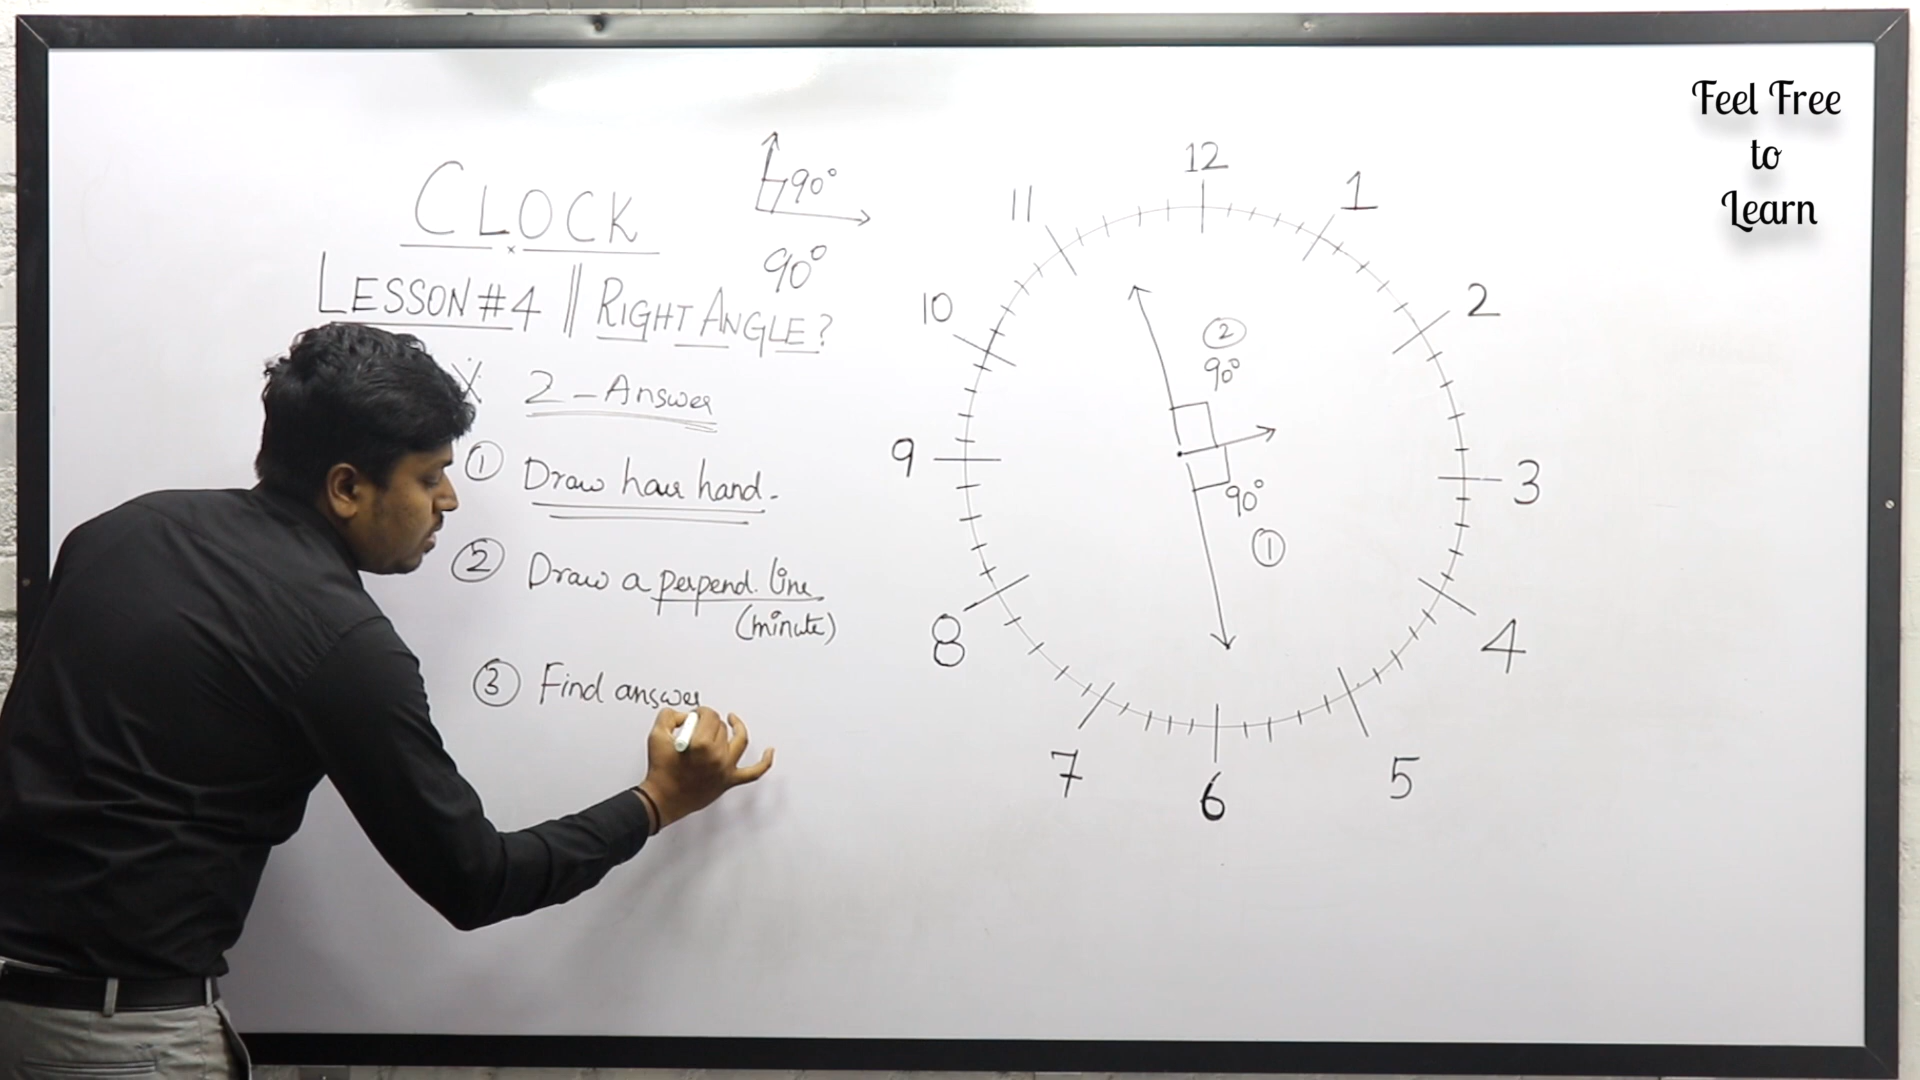 CLOCK
90°
90°
LESSON #4 || RIGHT ANGLE?
2 - Answer
① Draw hour hand.
② Draw a perpend. line
(minute)
③ Find answer
12
1
2
3
4
5
6
7
8
9
10
11
②
90°
90°
①
Feel Free
to
Learn